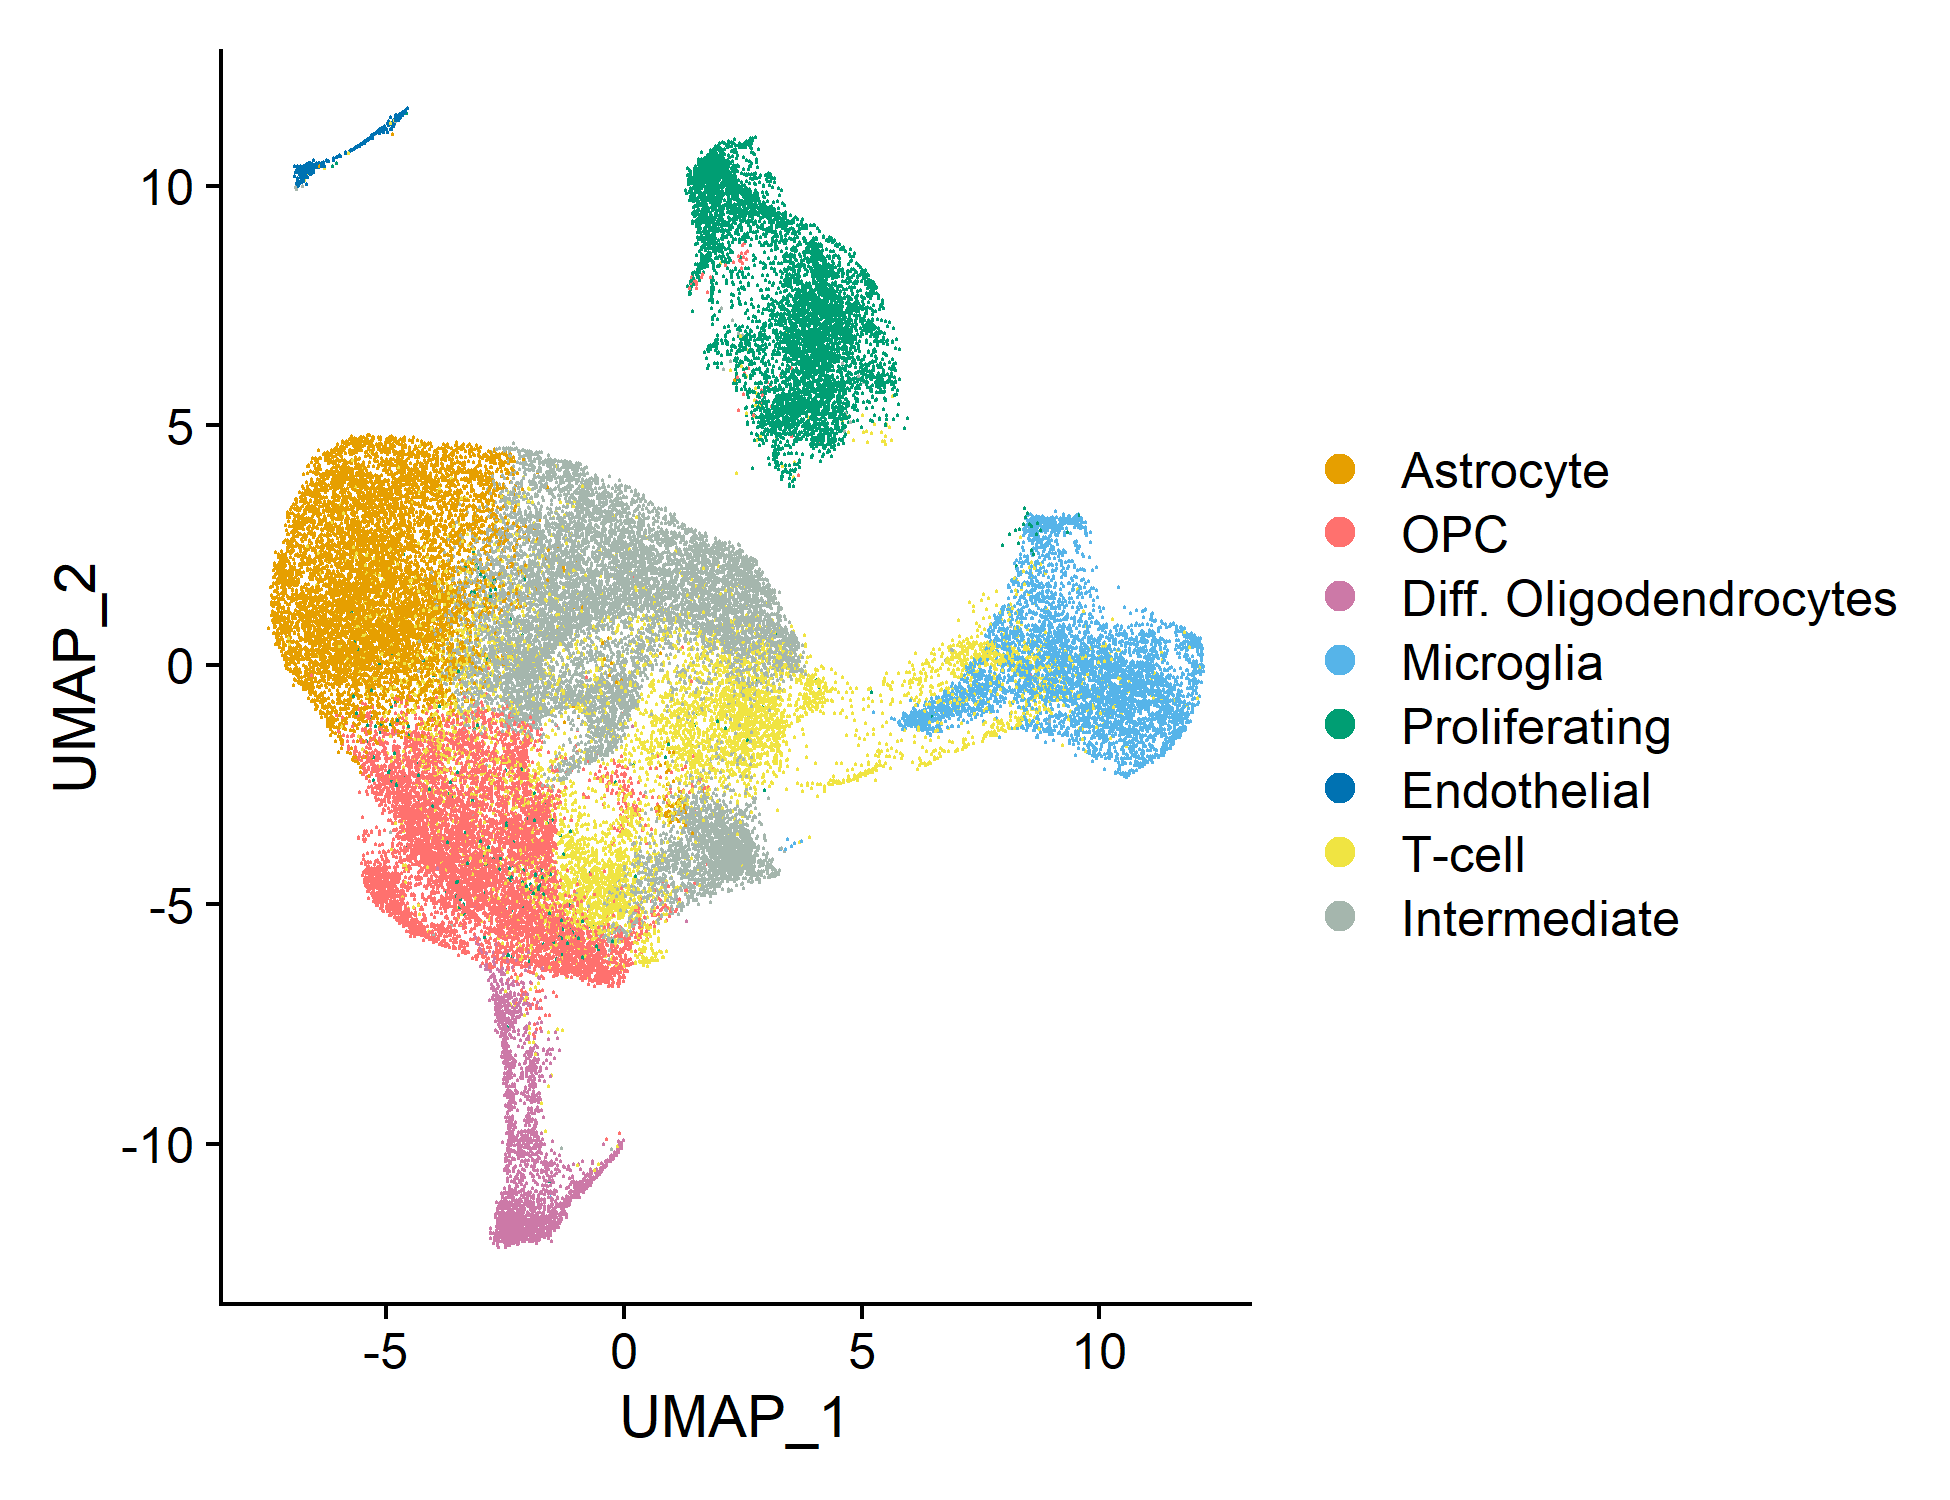 10
5
0
-5
-10
UMAP_2
-5 0 5 10
UMAP_1
Astrocyte
OPC
Diff. Oligodendrocytes
Microglia
Proliferating
Endothelial
T-cell
Intermediate